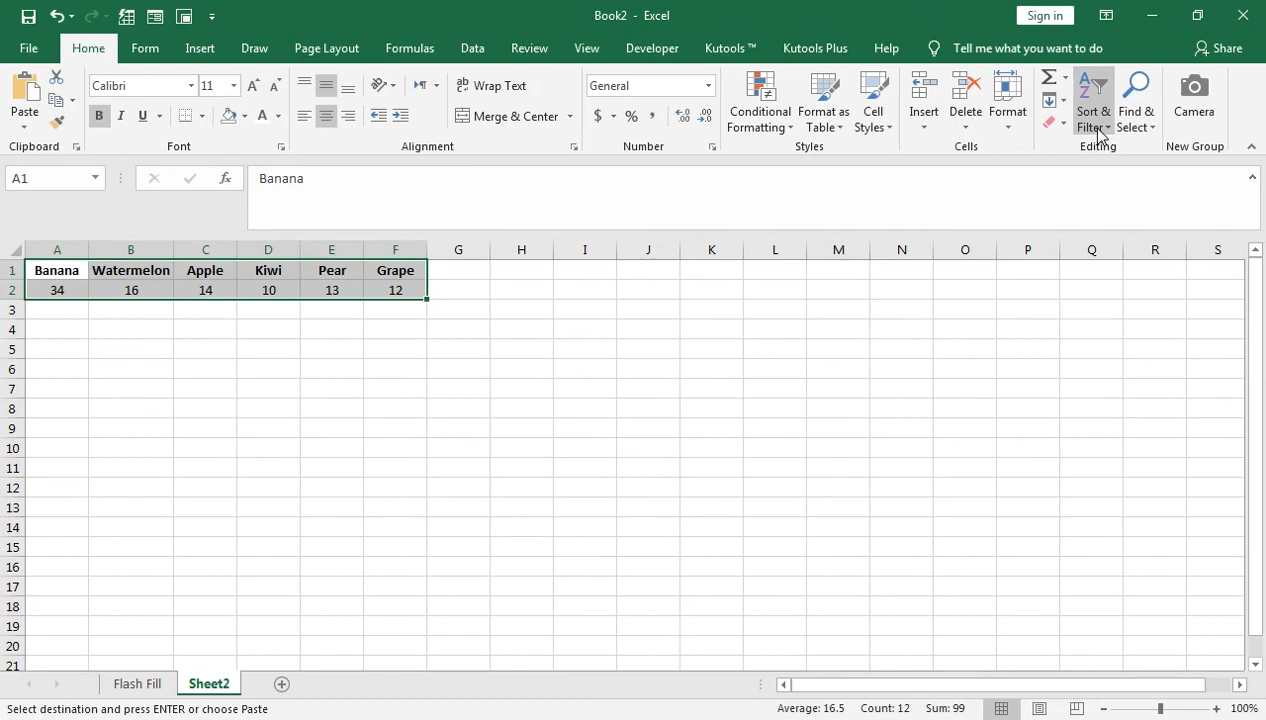 Book2 - Excel
Sign in
File Home Form Insert Draw Page Layout Formulas Data Review View Developer Kutools ™ Kutools Plus Help Tell me what you want to do Share
Paste
Clipboard
Calibri 11
B I U A
Font
Wrap Text
Merge & Center
Alignment
General
$ % ,
Number
Conditional Formatting
Format as Table
Cell Styles
Styles
Insert Delete Format
Cells
Sort & Filter
Find & Select
Editing
Camera
New Group
A1 fx Banana
A B C D E F G H I J K L M N O P Q R S
1 Banana Watermelon Apple Kiwi Pear Grape
2 34 16 14 10 13 12
3
4
5
6
7
8
9
10
11
12
13
14
15
16
17
18
19
20
21
Flash Fill Sheet2
Select destination and press ENTER or choose Paste Average: 16.5 Count: 12 Sum: 99 100%